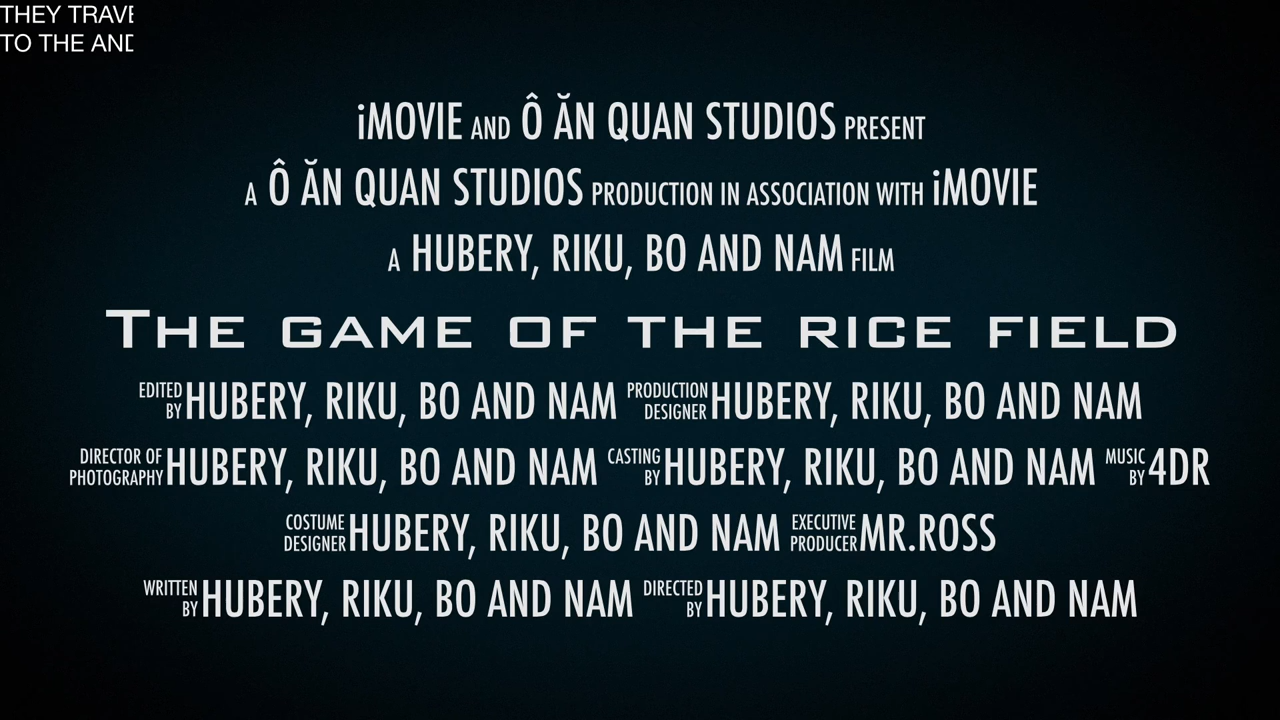 THEY
TO THE
iMOVIE AND Ô ĂN QUAN STUDIOS PRESENT
A Ô ĂN QUAN STUDIOS PRODUCTION IN ASSOCIATION WITH iMOVIE
A HUBERY, RIKU, BO AND NAM FILM
THE GAME OF THE RICE FIELD
EDITED BY HUBERY, RIKU, BO AND NAM PRODUCTION DESIGNER HUBERY, RIKU, BO AND NAM
DIRECTOR OF PHOTOGRAPHY HUBERY, RIKU, BO AND NAM CASTING BY HUBERY, RIKU, BO AND NAM MUSIC BY 4DR
COSTUME DESIGNER HUBERY, RIKU, BO AND NAM EXECUTIVE PRODUCER MR.ROSS
WRITTEN BY HUBERY, RIKU, BO AND NAM DIRECTED BY HUBERY, RIKU, BO AND NAM